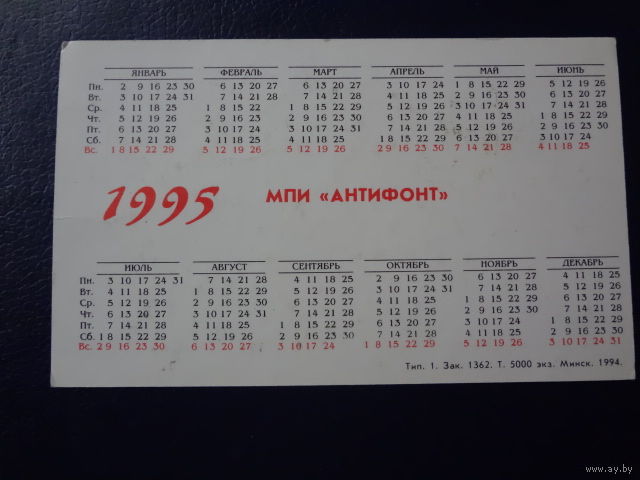 ЯНВАРЬ ФЕВРАЛЬ МАРТ АПРЕЛЬ МАЙ ИЮНЬ
Пн. 2 9 16 23 30 6 13 20 27 6 13 20 27 3 10 17 24 1 8 15 22 29 5 12 19 26
Вт. 3 10 17 24 31 7 14 21 28 7 14 21 28 4 11 18 25 2 9 16 23 30 6 13 20 27
Ср. 4 11 18 25 1 8 15 22 1 8 15 22 29 5 12 19 26 3 10 17 24 31 7 14 21 28
Чт. 5 12 19 26 2 9 16 23 2 9 16 23 30 6 13 20 27 4 11 18 25 1 8 15 22 29
Пт. 6 13 20 27 3 10 17 24 3 10 17 24 31 7 14 21 28 5 12 19 26 2 9 16 23 30
Сб. 7 14 21 28 4 11 18 25 4 11 18 25 1 8 15 22 29 6 13 20 27 3 10 17 24
Вс. 1 8 15 22 29 5 12 19 26 5 12 19 26 2 9 16 23 30 7 14 21 28 4 11 18 25
1995 МПИ «АНТИФОНТ»
ИЮЛЬ АВГУСТ СЕНТЯБРЬ ОКТЯБРЬ НОЯБРЬ ДЕКАБРЬ
Пн. 3 10 17 24 31 7 14 21 28 4 11 18 25 2 9 16 23 30 6 13 20 27 4 11 18 25
Вт. 4 11 18 25 1 8 15 22 29 5 12 19 26 3 10 17 24 31 7 14 21 28 5 12 19 26
Ср. 5 12 19 26 2 9 16 23 30 6 13 20 27 4 11 18 25 1 8 15 22 29 6 13 20 27
Чт. 6 13 20 27 3 10 17 24 31 7 14 21 28 5 12 19 26 2 9 16 23 30 7 14 21 28
Пт. 7 14 21 28 4 11 18 25 1 8 15 22 29 6 13 20 27 3 10 17 24 1 8 15 22 29
Сб. 1 8 15 22 29 5 12 19 26 2 9 16 23 30 7 14 21 28 4 11 18 25 2 9 16 23 30
Вс. 2 9 16 23 30 6 13 20 27 3 10 17 24 1 8 15 22 29 5 12 19 26 3 10 17 24 31
Тип. 1. Зак. 1362. Т. 5000 экз. Минск. 1994.
www.ay.by